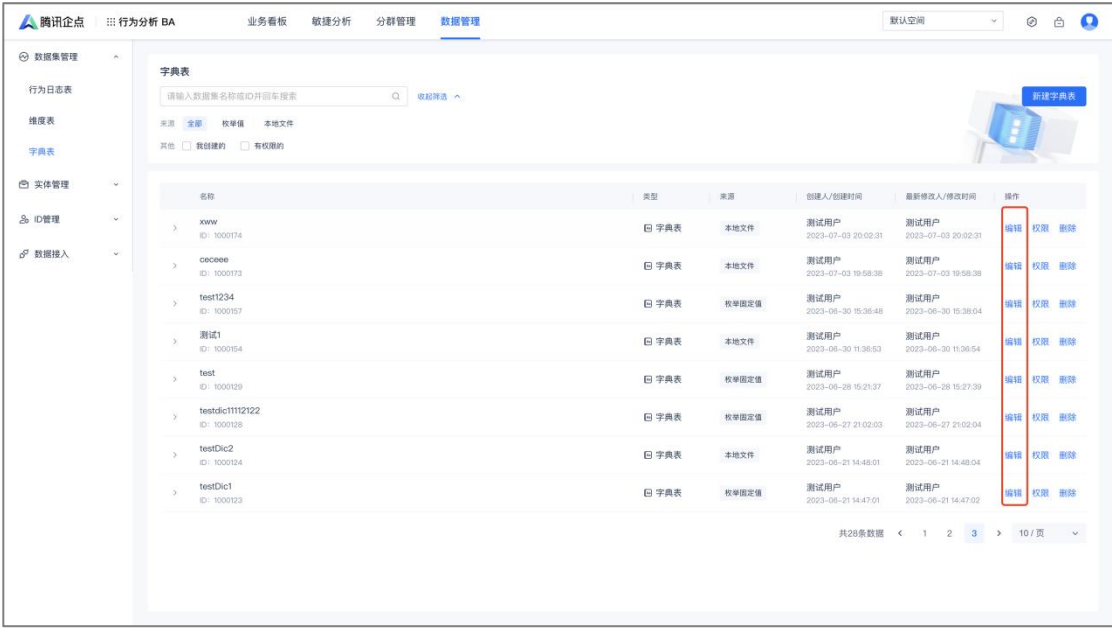 腾讯企点 行为分析 BA 业务看板 敏捷分析 分群管理 数据管理 默认空间
数据集管理
行为日志表
维度表
字典表
实体管理
ID管理
数据接入
字典表
请输入数据集名称或ID并回车搜索 收起筛选
新建字典表
来源 全部 枚举值 本地文件
其他 我创建的 有权限的
名称 类型 来源 创建人/创建时间 最新修改人/修改时间 操作
xww 字典表 本地文件 测试用户 测试用户 编辑 权限 删除
ID: 1000174 2023-07-03 20:02:31 2023-07-03 20:02:31
ceceee 字典表 本地文件 测试用户 测试用户 编辑 权限 删除
ID: 1000173 2023-07-03 19:58:38 2023-07-03 19:58:38
test1234 字典表 枚举固定值 测试用户 测试用户 编辑 权限 删除
ID: 1000157 2023-06-30 15:36:48 2023-06-30 15:38:04
测试1 字典表 本地文件 测试用户 测试用户 编辑 权限 删除
ID: 1000154 2023-06-30 11:36:53 2023-06-30 11:36:54
test 字典表 枚举固定值 测试用户 测试用户 编辑 权限 删除
ID: 1000129 2023-06-28 15:21:37 2023-06-28 15:27:39
testdic11112122 字典表 枚举固定值 测试用户 测试用户 编辑 权限 删除
ID: 1000128 2023-06-27 21:02:03 2023-06-27 21:02:04
testDic2 字典表 本地文件 测试用户 测试用户 编辑 权限 删除
ID: 1000124 2023-06-21 14:48:01 2023-06-21 14:48:04
testDic1 字典表 枚举固定值 测试用户 测试用户 编辑 权限 删除
ID: 1000123 2023-06-21 14:47:01 2023-06-21 14:47:02
共28条数据 1 2 3 10 / 页